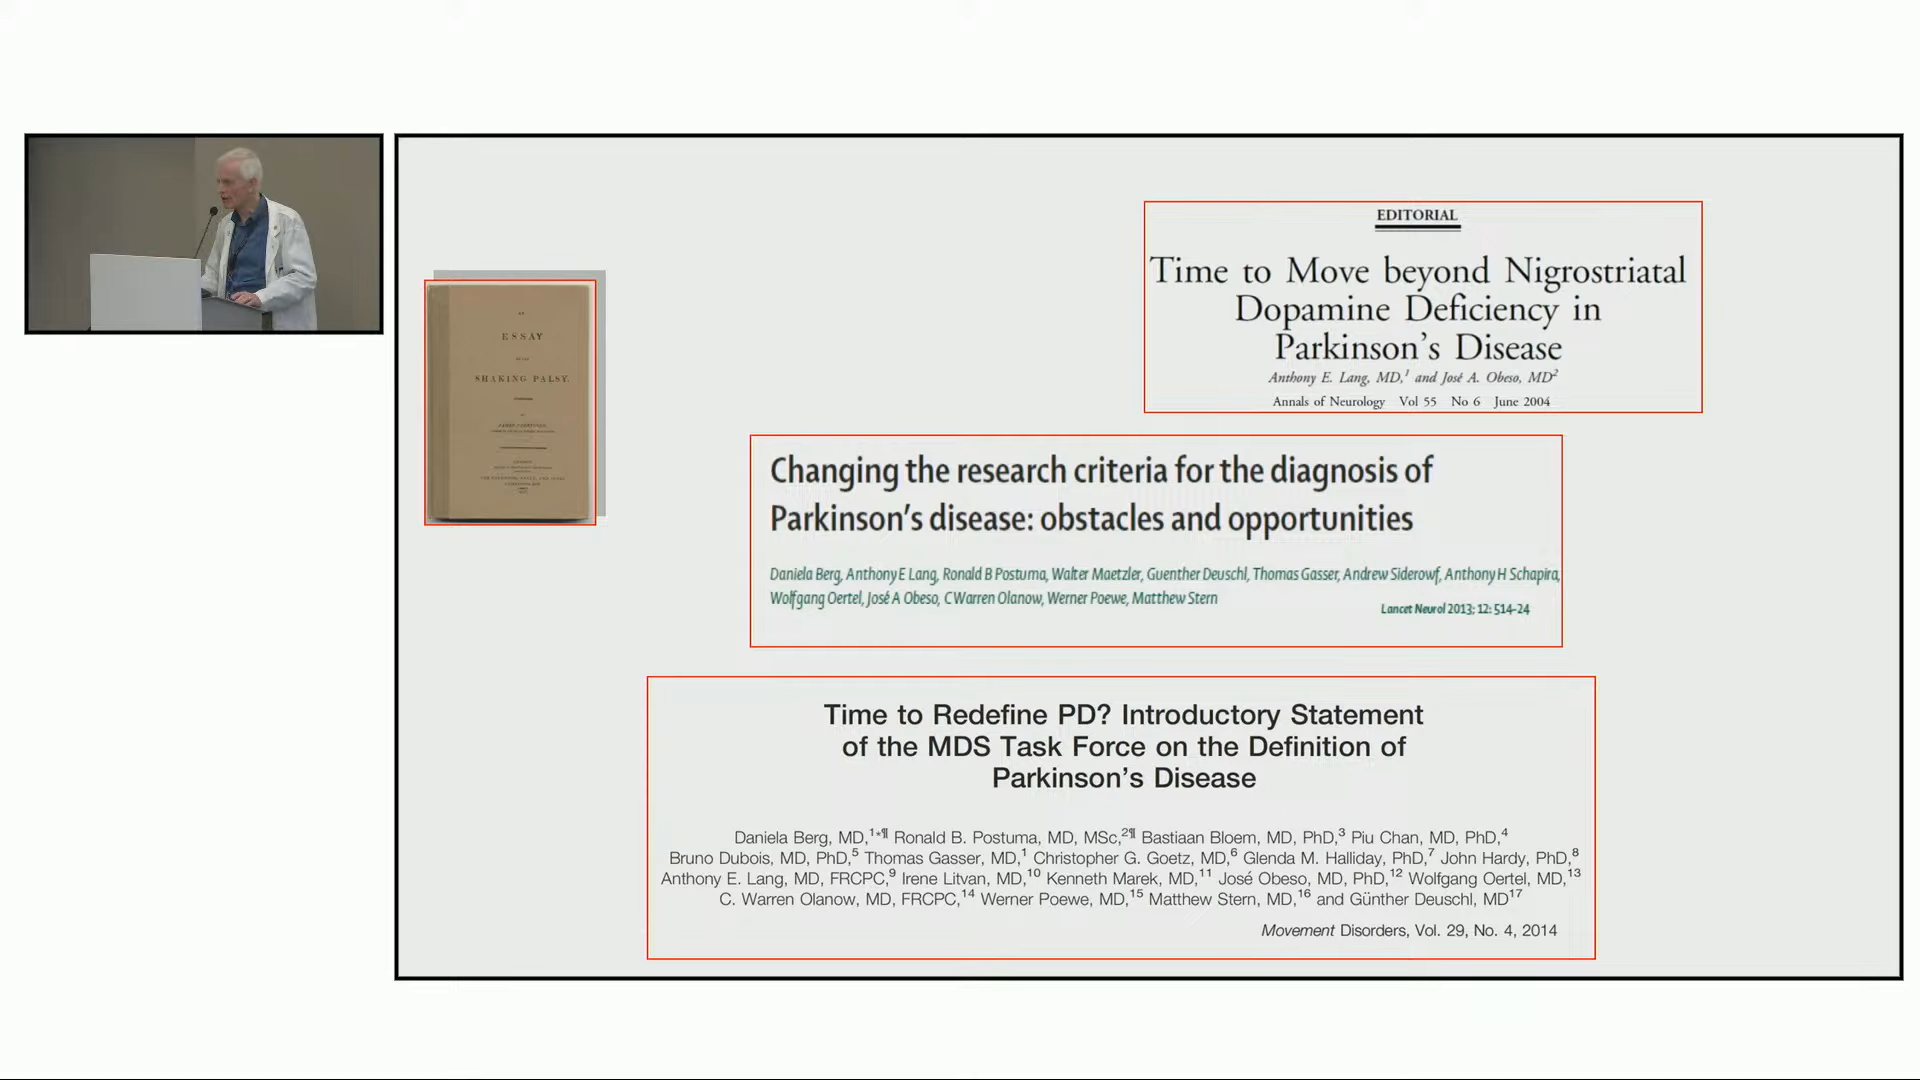 ESSAY
SHAKING PALSY.
EDITORIAL
Time to Move beyond Nigrostriatal
Dopamine Deficiency in
Parkinson's Disease
Anthony E. Lang, MD,1 and José A. Obeso, MD2
Annals of Neurology Vol 55 No 6 June 2004
Changing the research criteria for the diagnosis of
Parkinson's disease: obstacles and opportunities
Daniela Berg, Anthony E Lang, Ronald B Postuma, Walter Maetzler, Guenther Deuschl, Thomas Gasser, Andrew Siderowf, Anthony H Schapira,
Wolfgang Oertel, José A Obeso, C Warren Olanow, Werner Poewe, Matthew Stern
Lancet Neurol 2013; 12: 514–24
Time to Redefine PD? Introductory Statement
of the MDS Task Force on the Definition of
Parkinson's Disease
Daniela Berg, MD,1*¶ Ronald B. Postuma, MD, MSc,2¶ Bastiaan Bloem, MD, PhD,3 Piu Chan, MD, PhD,4
Bruno Dubois, MD, PhD,5 Thomas Gasser, MD,1 Christopher G. Goetz, MD,6 Glenda M. Halliday, PhD,7 John Hardy, PhD,8
Anthony E. Lang, MD, FRCPC,9 Irene Litvan, MD,10 Kenneth Marek, MD,11 José Obeso, MD, PhD,12 Wolfgang Oertel, MD,13
C. Warren Olanow, MD, FRCPC,14 Werner Poewe, MD,15 Matthew Stern, MD,16 and Günther Deuschl, MD17
Movement Disorders, Vol. 29, No. 4, 2014